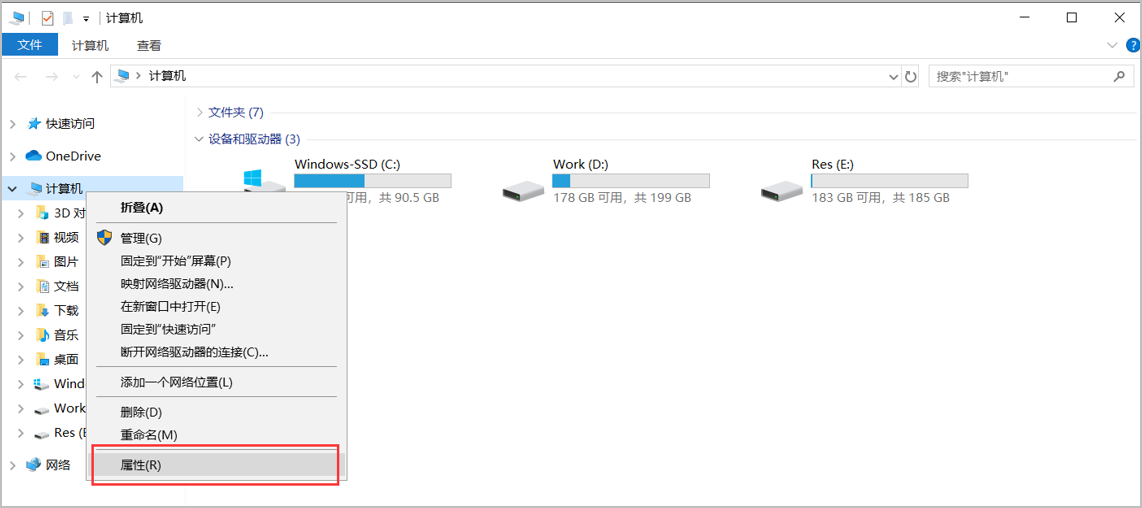 计算机
文件 计算机 查看
计算机
搜索"计算机"
快速访问
OneDrive
计算机
3D 对
视频
图片
文档
下载
音乐
桌面
Wind
Work
Res (E
网络
文件夹 (7)
设备和驱动器 (3)
Windows-SSD (C:)
可用，共 90.5 GB
Work (D:)
178 GB 可用，共 199 GB
Res (E:)
183 GB 可用，共 185 GB
折叠(A)
管理(G)
固定到"开始"屏幕(P)
映射网络驱动器(N)...
在新窗口中打开(E)
固定到"快速访问"
断开网络驱动器的连接(C)...
添加一个网络位置(L)
删除(D)
重命名(M)
属性(R)